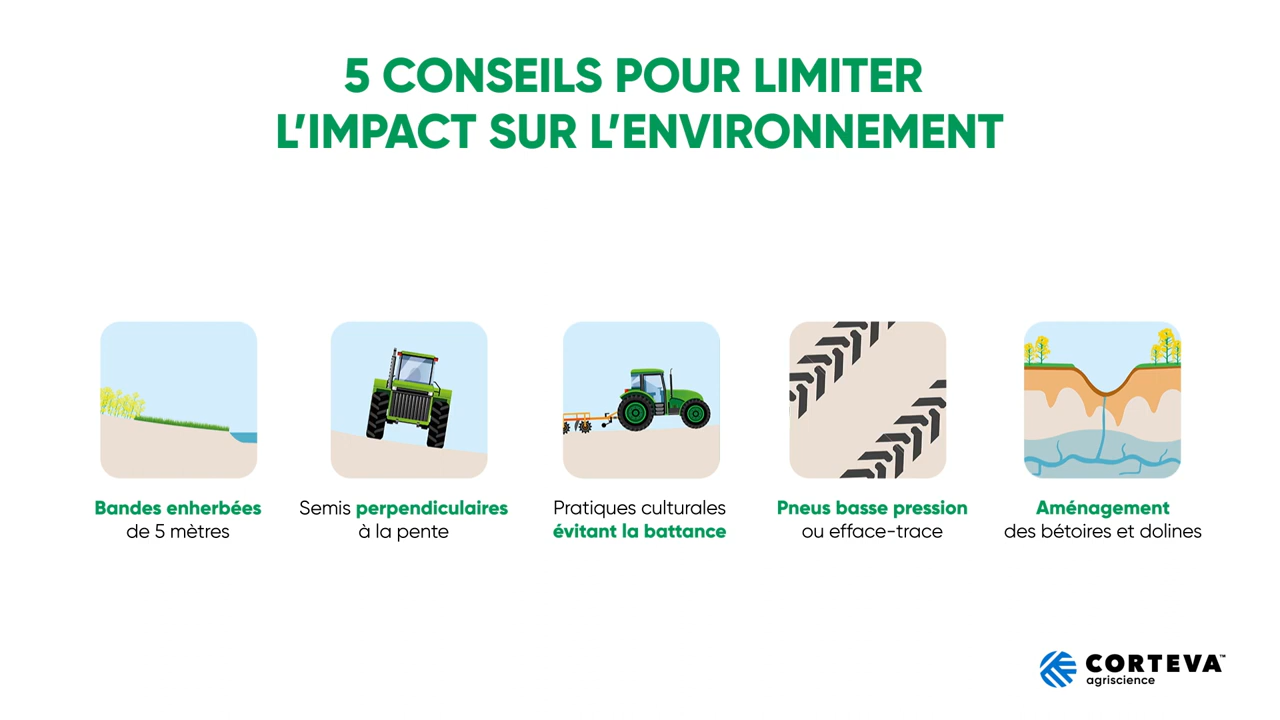 5 CONSEILS POUR LIMITER
L’IMPACT SUR L’ENVIRONNEMENT
Bandes enherbées
de 5 mètres
Semis perpendiculaires
à la pente
Pratiques culturales
évitant la battance
Pneus basse pression
ou efface-trace
Aménagement
des bétoires et dolines
CORTEVA™
agriscience